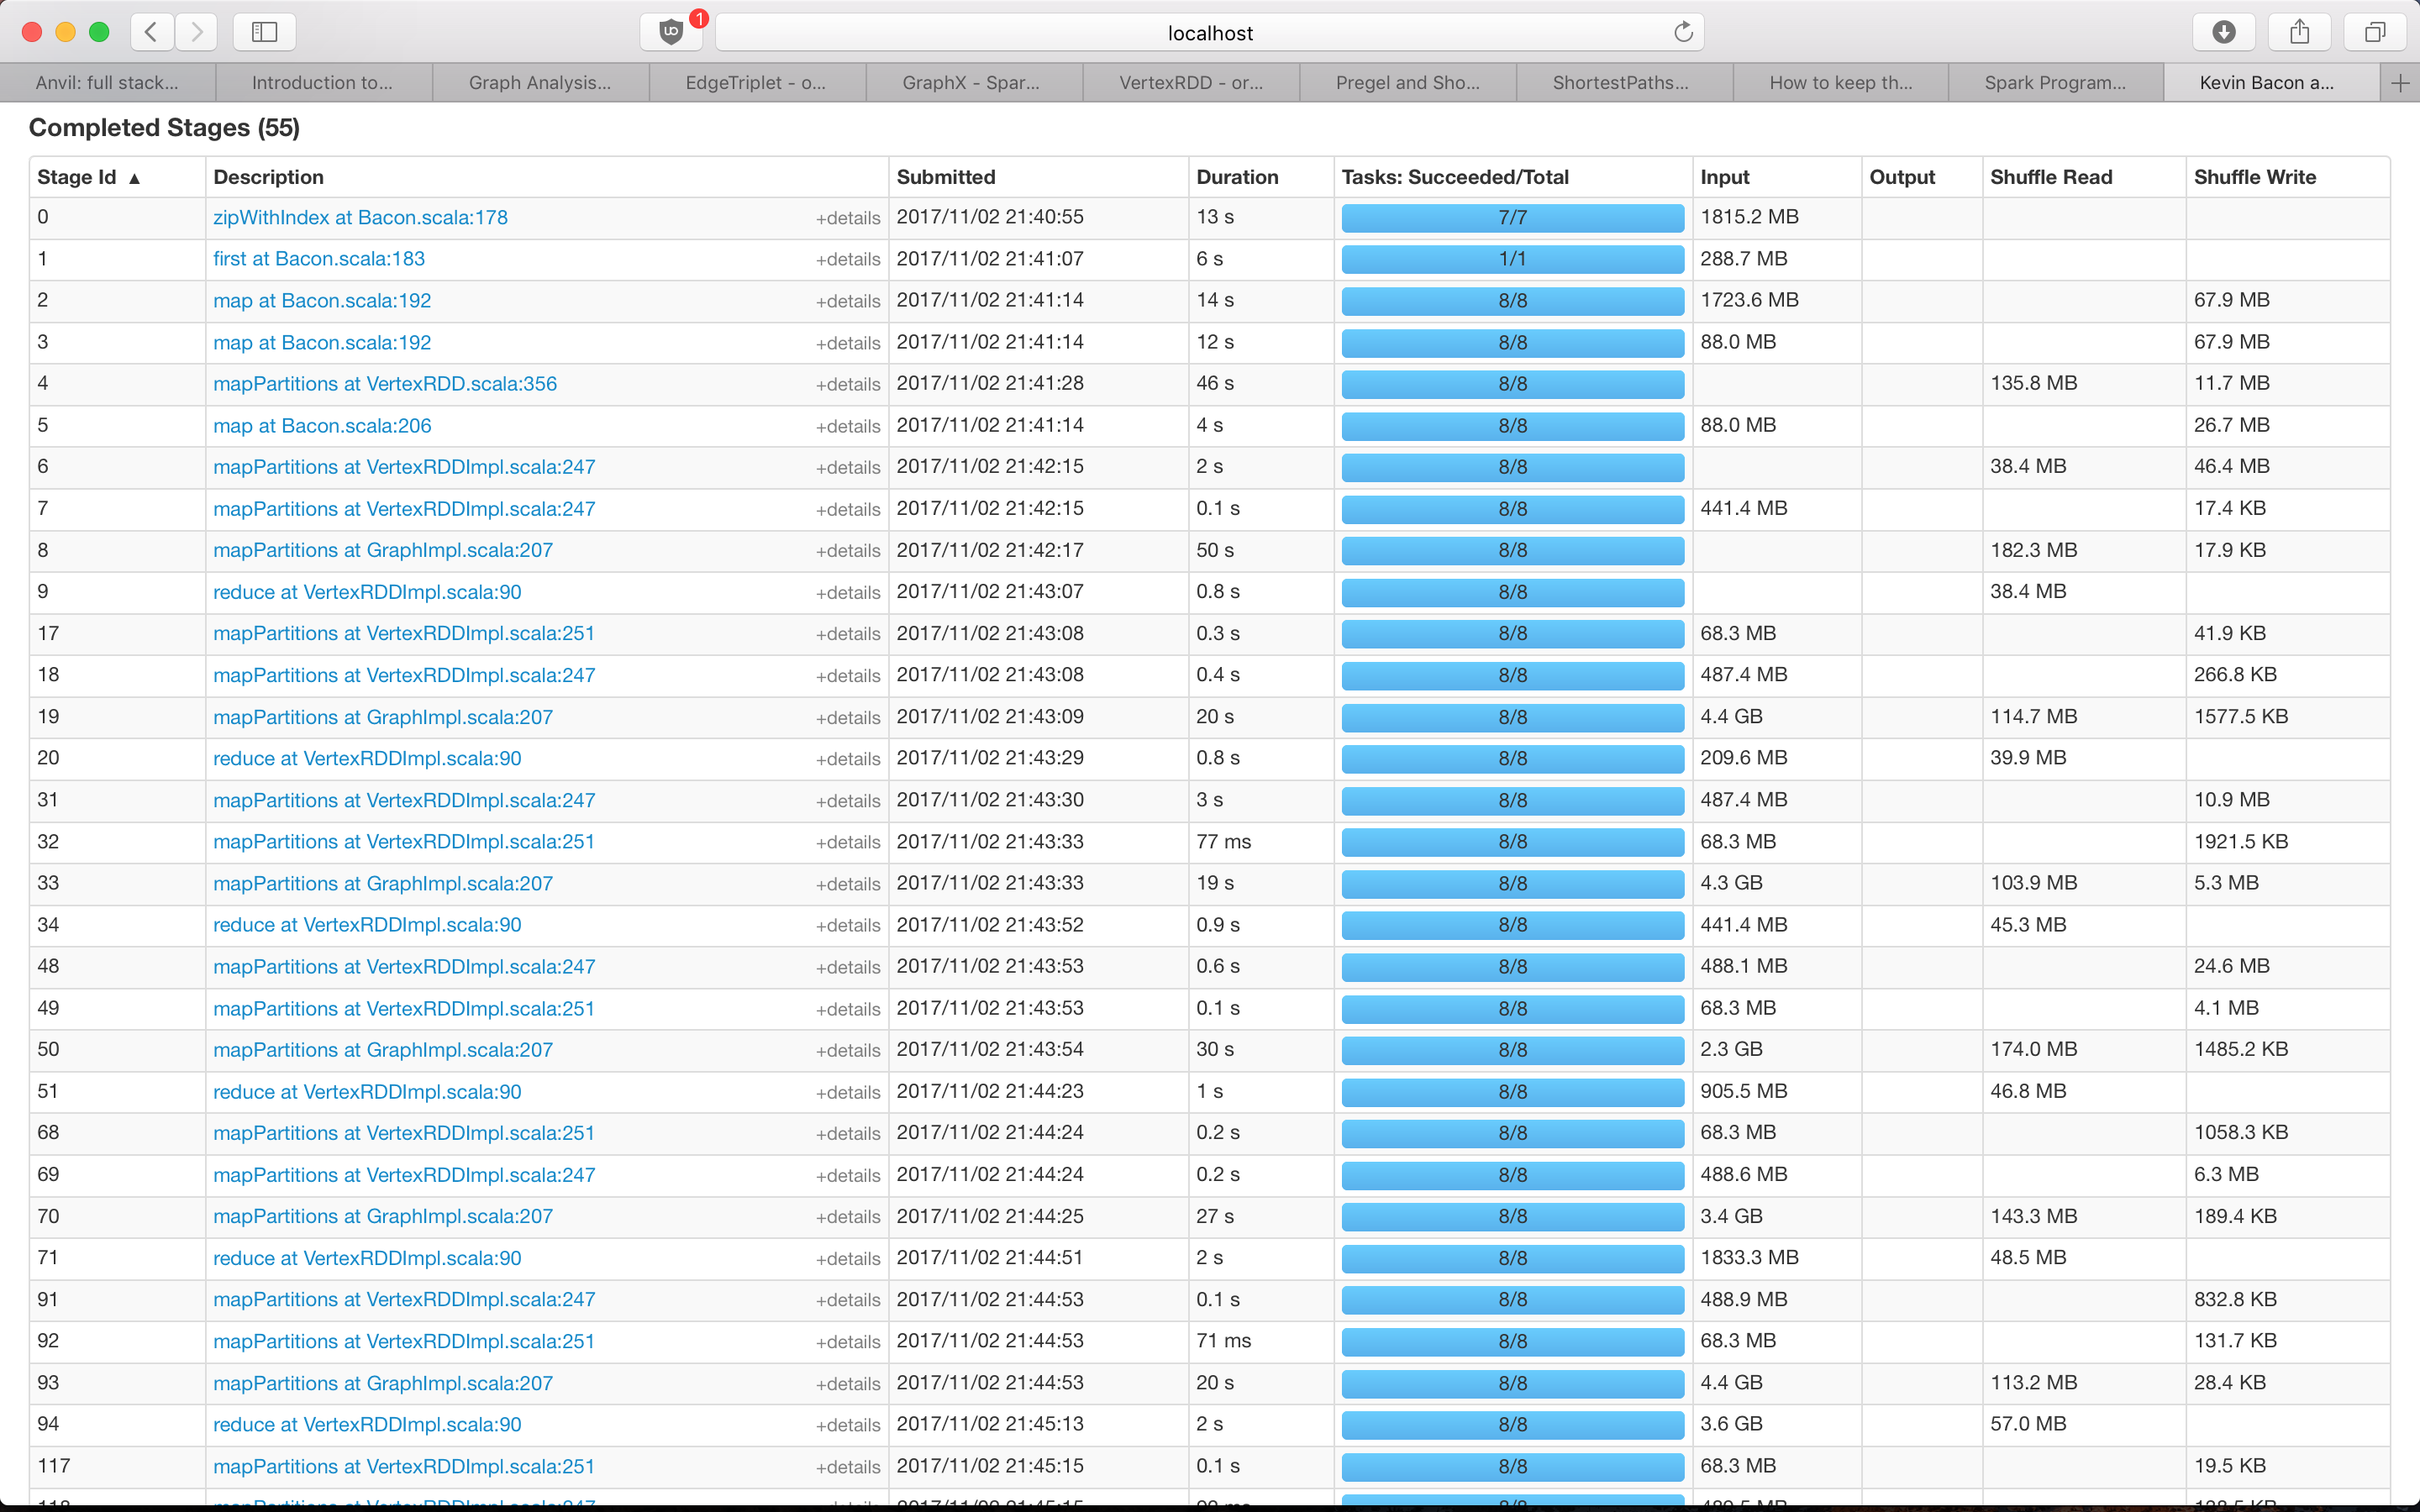 1
localhost
Anvil: full stack... Introduction to... Graph Analysis... EdgeTriplet - o... GraphX - Spar... VertexRDD - or... Pregel and Sho... ShortestPaths... How to keep th... Spark Program... Kevin Bacon a...
Completed Stages (55)
Stage Id ▲ Description Submitted Duration Tasks: Succeeded/Total Input Output Shuffle Read Shuffle Write
0 zipWithIndex at Bacon.scala:178 +details 2017/11/02 21:40:55 13 s 7/7 1815.2 MB
1 first at Bacon.scala:183 +details 2017/11/02 21:41:07 6 s 1/1 288.7 MB
2 map at Bacon.scala:192 +details 2017/11/02 21:41:14 14 s 8/8 1723.6 MB 67.9 MB
3 map at Bacon.scala:192 +details 2017/11/02 21:41:14 12 s 8/8 88.0 MB 67.9 MB
4 mapPartitions at VertexRDD.scala:356 +details 2017/11/02 21:41:28 46 s 8/8 135.8 MB 11.7 MB
5 map at Bacon.scala:206 +details 2017/11/02 21:41:14 4 s 8/8 88.0 MB 26.7 MB
6 mapPartitions at VertexRDDImpl.scala:247 +details 2017/11/02 21:42:15 2 s 8/8 38.4 MB 46.4 MB
7 mapPartitions at VertexRDDImpl.scala:247 +details 2017/11/02 21:42:15 0.1 s 8/8 441.4 MB 17.4 KB
8 mapPartitions at GraphImpl.scala:207 +details 2017/11/02 21:42:17 50 s 8/8 182.3 MB 17.9 KB
9 reduce at VertexRDDImpl.scala:90 +details 2017/11/02 21:43:07 0.8 s 8/8 38.4 MB
17 mapPartitions at VertexRDDImpl.scala:251 +details 2017/11/02 21:43:08 0.3 s 8/8 68.3 MB 41.9 KB
18 mapPartitions at VertexRDDImpl.scala:247 +details 2017/11/02 21:43:08 0.4 s 8/8 487.4 MB 266.8 KB
19 mapPartitions at GraphImpl.scala:207 +details 2017/11/02 21:43:09 20 s 8/8 4.4 GB 114.7 MB 1577.5 KB
20 reduce at VertexRDDImpl.scala:90 +details 2017/11/02 21:43:29 0.8 s 8/8 209.6 MB 39.9 MB
31 mapPartitions at VertexRDDImpl.scala:247 +details 2017/11/02 21:43:30 3 s 8/8 487.4 MB 10.9 MB
32 mapPartitions at VertexRDDImpl.scala:251 +details 2017/11/02 21:43:33 77 ms 8/8 68.3 MB 1921.5 KB
33 mapPartitions at GraphImpl.scala:207 +details 2017/11/02 21:43:33 19 s 8/8 4.3 GB 103.9 MB 5.3 MB
34 reduce at VertexRDDImpl.scala:90 +details 2017/11/02 21:43:52 0.9 s 8/8 441.4 MB 45.3 MB
48 mapPartitions at VertexRDDImpl.scala:247 +details 2017/11/02 21:43:53 0.6 s 8/8 488.1 MB 24.6 MB
49 mapPartitions at VertexRDDImpl.scala:251 +details 2017/11/02 21:43:53 0.1 s 8/8 68.3 MB 4.1 MB
50 mapPartitions at GraphImpl.scala:207 +details 2017/11/02 21:43:54 30 s 8/8 2.3 GB 174.0 MB 1485.2 KB
51 reduce at VertexRDDImpl.scala:90 +details 2017/11/02 21:44:23 1 s 8/8 905.5 MB 46.8 MB
68 mapPartitions at VertexRDDImpl.scala:251 +details 2017/11/02 21:44:24 0.2 s 8/8 68.3 MB 1058.3 KB
69 mapPartitions at VertexRDDImpl.scala:247 +details 2017/11/02 21:44:24 0.2 s 8/8 488.6 MB 6.3 MB
70 mapPartitions at GraphImpl.scala:207 +details 2017/11/02 21:44:25 27 s 8/8 3.4 GB 143.3 MB 189.4 KB
71 reduce at VertexRDDImpl.scala:90 +details 2017/11/02 21:44:51 2 s 8/8 1833.3 MB 48.5 MB
91 mapPartitions at VertexRDDImpl.scala:247 +details 2017/11/02 21:44:53 0.1 s 8/8 488.9 MB 832.8 KB
92 mapPartitions at VertexRDDImpl.scala:251 +details 2017/11/02 21:44:53 71 ms 8/8 68.3 MB 131.7 KB
93 mapPartitions at GraphImpl.scala:207 +details 2017/11/02 21:44:53 20 s 8/8 4.4 GB 113.2 MB 28.4 KB
94 reduce at VertexRDDImpl.scala:90 +details 2017/11/02 21:45:13 2 s 8/8 3.6 GB 57.0 MB
117 mapPartitions at VertexRDDImpl.scala:251 +details 2017/11/02 21:45:15 0.1 s 8/8 68.3 MB 19.5 KB